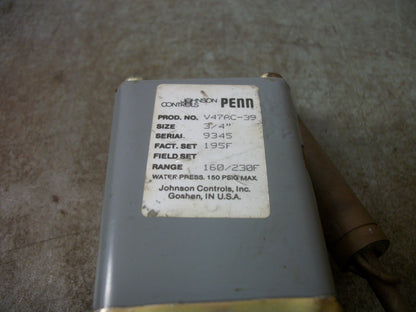 JOHNSON
CONTROLS PENN
PROD. NO. V47AC-39
SIZE 3/4"
SERIAL 9345
FACT. SET 195F
FIELD SET
RANGE 160/230F
WATER PRESS. 150 PSIG MAX.
Johnson Controls, Inc.
Goshen, IN U.S.A.